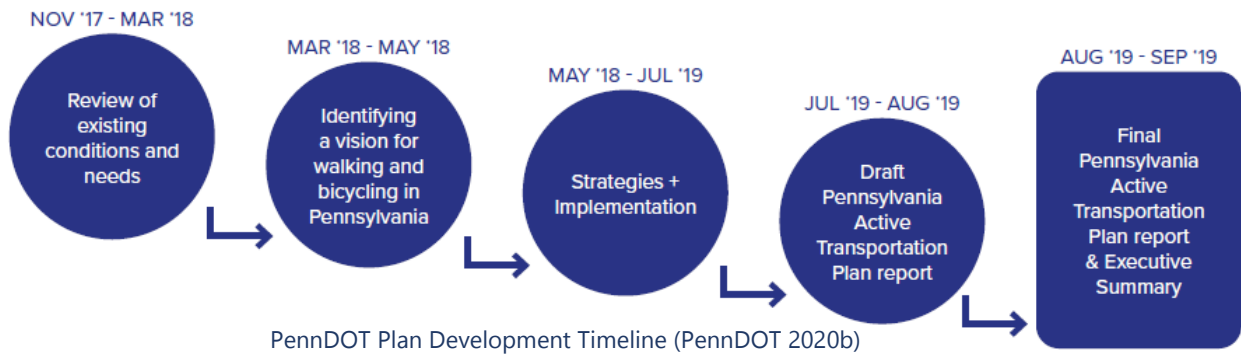 NOV '17 - MAR '18
Review of
existing
conditions and
needs
MAR '18 - MAY '18
Identifying
a vision for
walking and
bicycling in
Pennsylvania
MAY '18 - JUL '19
Strategies +
Implementation
JUL '19 - AUG '19
Draft
Pennsylvania
Active
Transportation
Plan report
AUG '19 - SEP '19
Final
Pennsylvania
Active
Transportation
Plan report
& Executive
Summary
PennDOT Plan Development Timeline (PennDOT 2020b)